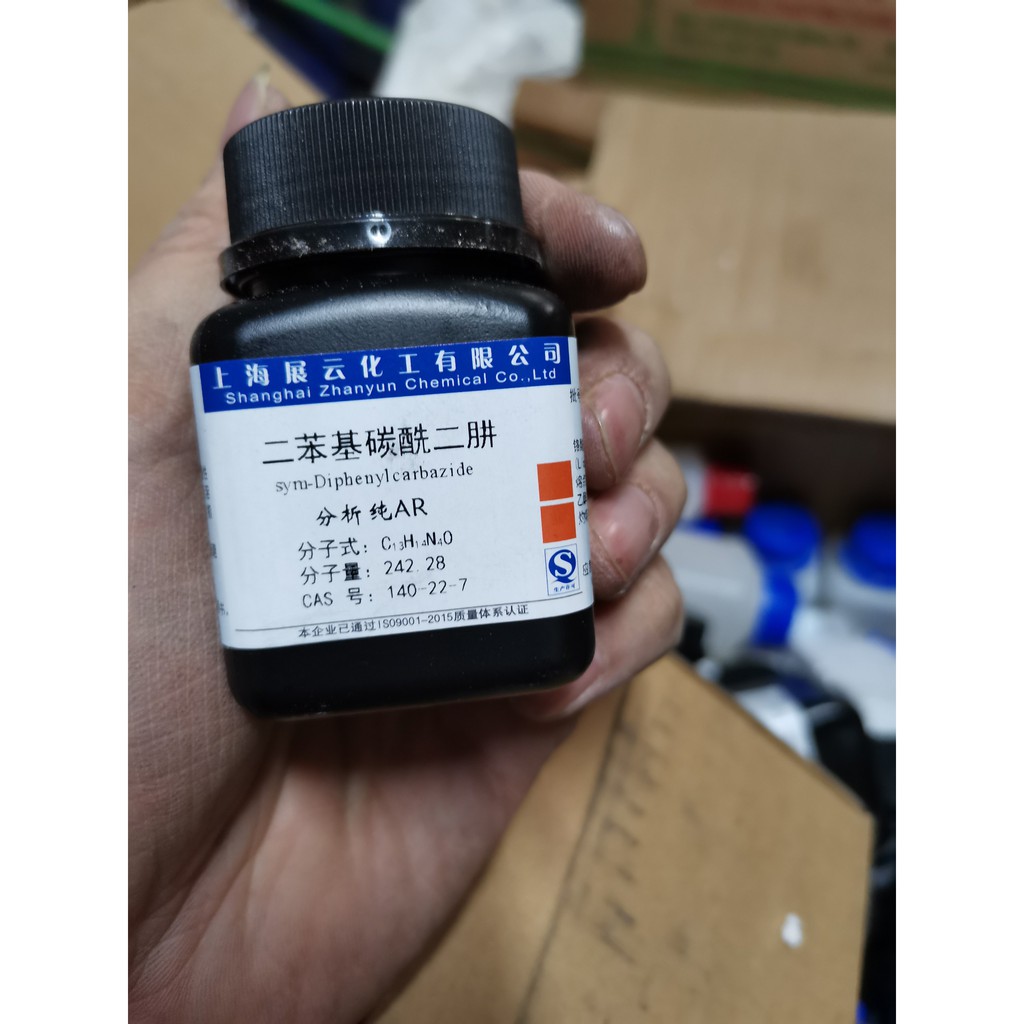 上海展云化工有限公司
Shanghai Zhanyun Chemical Co.,Ltd
二苯基碳酰二肼
sym-Diphenylcarbazide
分析纯AR
分子式: C₁₃H₁₄N₄O
分子量: 242.28
CAS 号: 140-22-7
本企业已通过ISO9001-2015质量体系认证